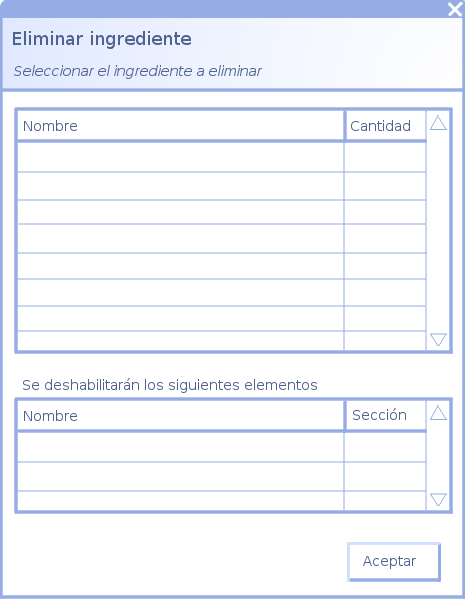 Eliminar ingrediente
Seleccionar el ingrediente a eliminar
Nombre Cantidad
Se deshabilitarán los siguientes elementos
Nombre Sección
Aceptar